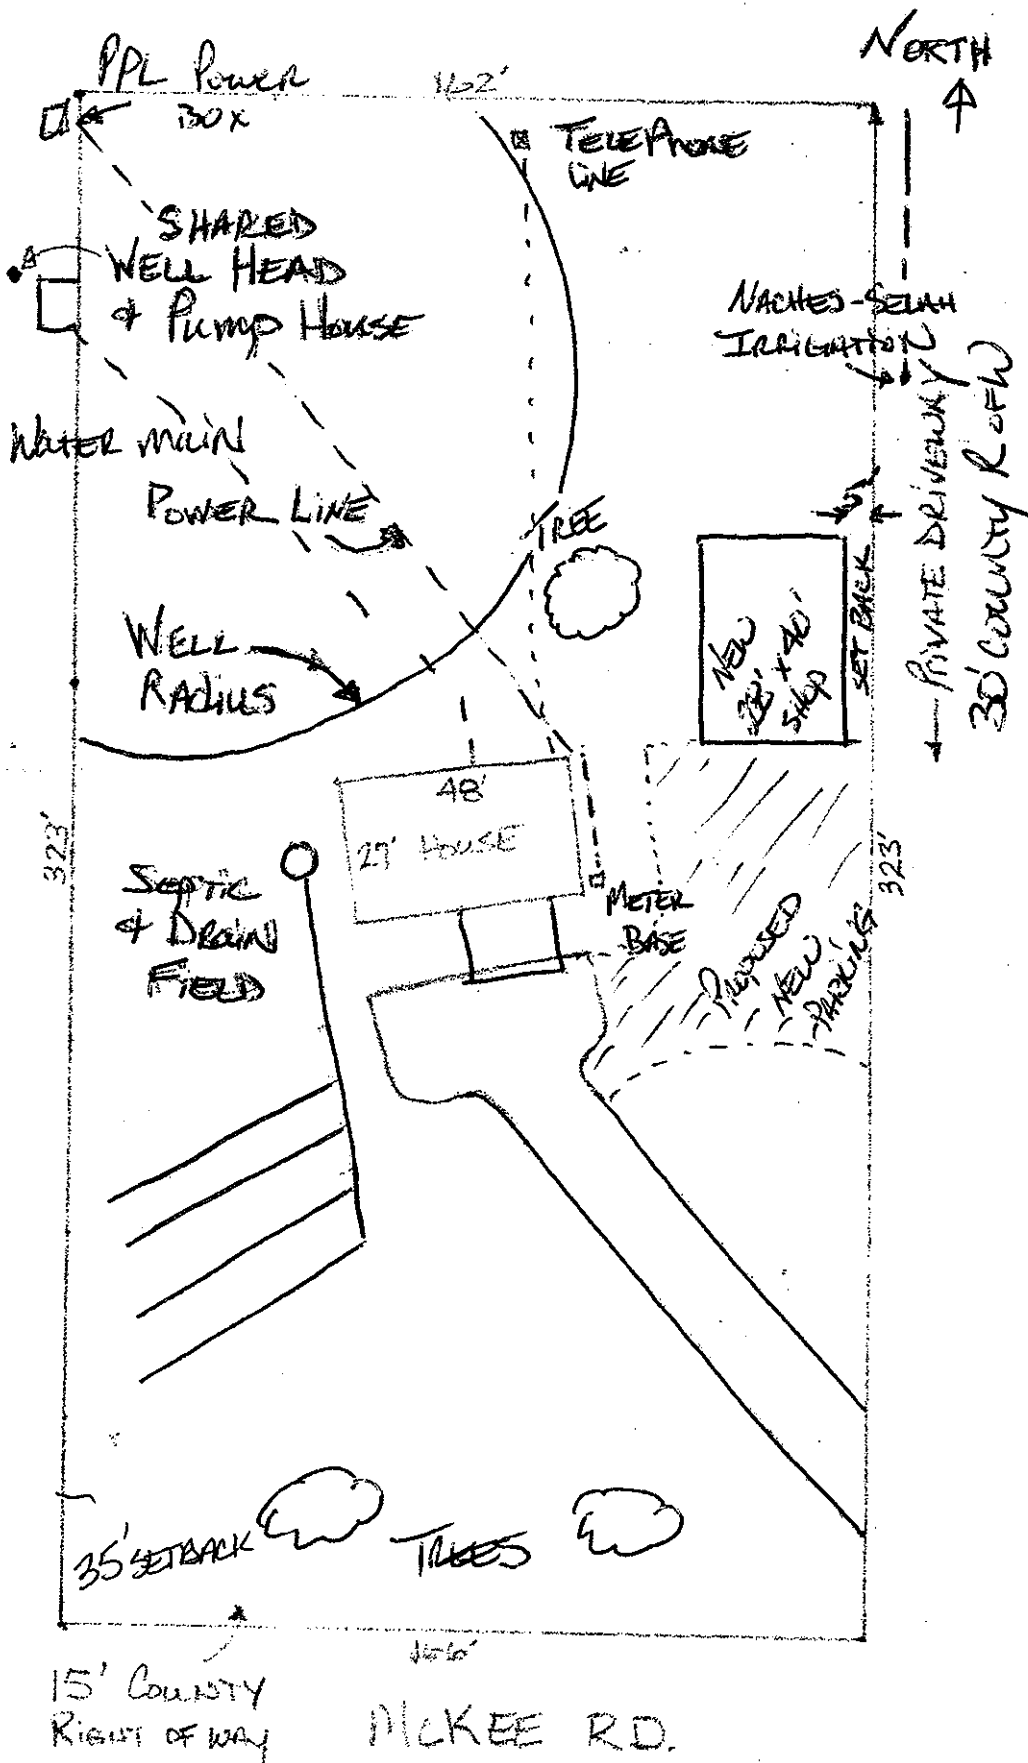 NORTH
PPL POWER
BOX
162'
TELEPHONE
LINE
SHARED
WELL HEAD
& PUMP HOUSE
NACHES-SELAH
IRRIGATION
WATER MAIN
POWER LINE
TREE
PRIVATE DRIVEWAY
30' COUNTY R OF W
SET BACK
NEW
28' x 40'
SHOP
WELL
RADIUS
48'
27' HOUSE
323'
323'
SEPTIC
& DRAIN
FIELD
METER
BASE
PROPOSED
NEW
PARKING
35' SETBACK
TREES
15' COUNTY
RIGHT OF WAY
MCKEE RD.